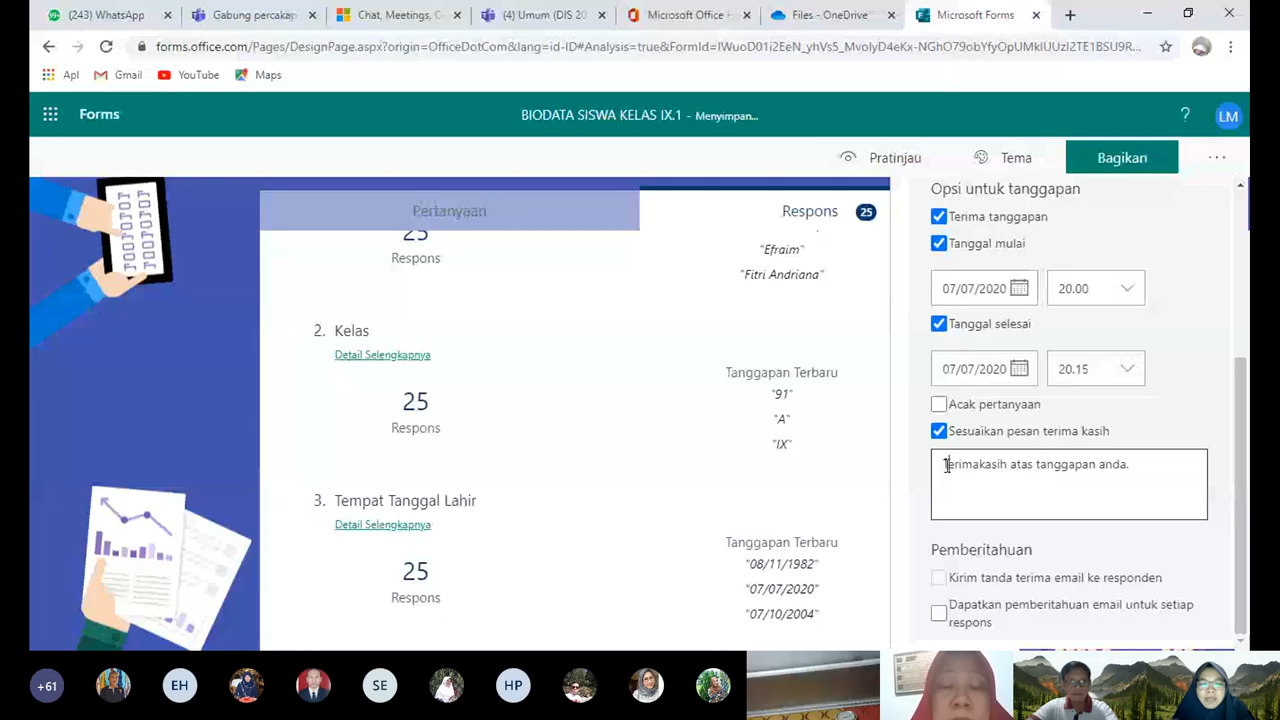 (243) WhatsApp
Gabung percakap
Chat, Meetings, C
(4) Umum (DIS 20
Microsoft Office
Files - OneDrive
Microsoft Forms
forms.office.com/Pages/DesignPage.aspx?origin=OfficeDotCom&lang=id-ID#Analysis=true&FormId=
Apl
Gmail
YouTube
Maps
Forms
BIODATA SISWA KELAS IX.1 - Menyimpan...
?
LM
Pratinjau
Tema
Bagikan
Pertanyaan
Respons 25
25
Respons
"Efraim"
"Fitri Andriana"
2. Kelas
Detail Selengkapnya
25
Respons
Tanggapan Terbaru
"91"
"A"
"IX"
3. Tempat Tanggal Lahir
Detail Selengkapnya
25
Respons
Tanggapan Terbaru
"08/11/1982"
"07/07/2020"
"07/10/2004"
Opsi untuk tanggapan
Terima tanggapan
Tanggal mulai
07/07/2020
20.00
Tanggal selesai
07/07/2020
20.15
Acak pertanyaan
Sesuaikan pesan terima kasih
Terimakasih atas tanggapan anda.
Pemberitahuan
Kirim tanda terima email ke responden
Dapatkan pemberitahuan email untuk setiap
respons
+61
EH
SE
HP